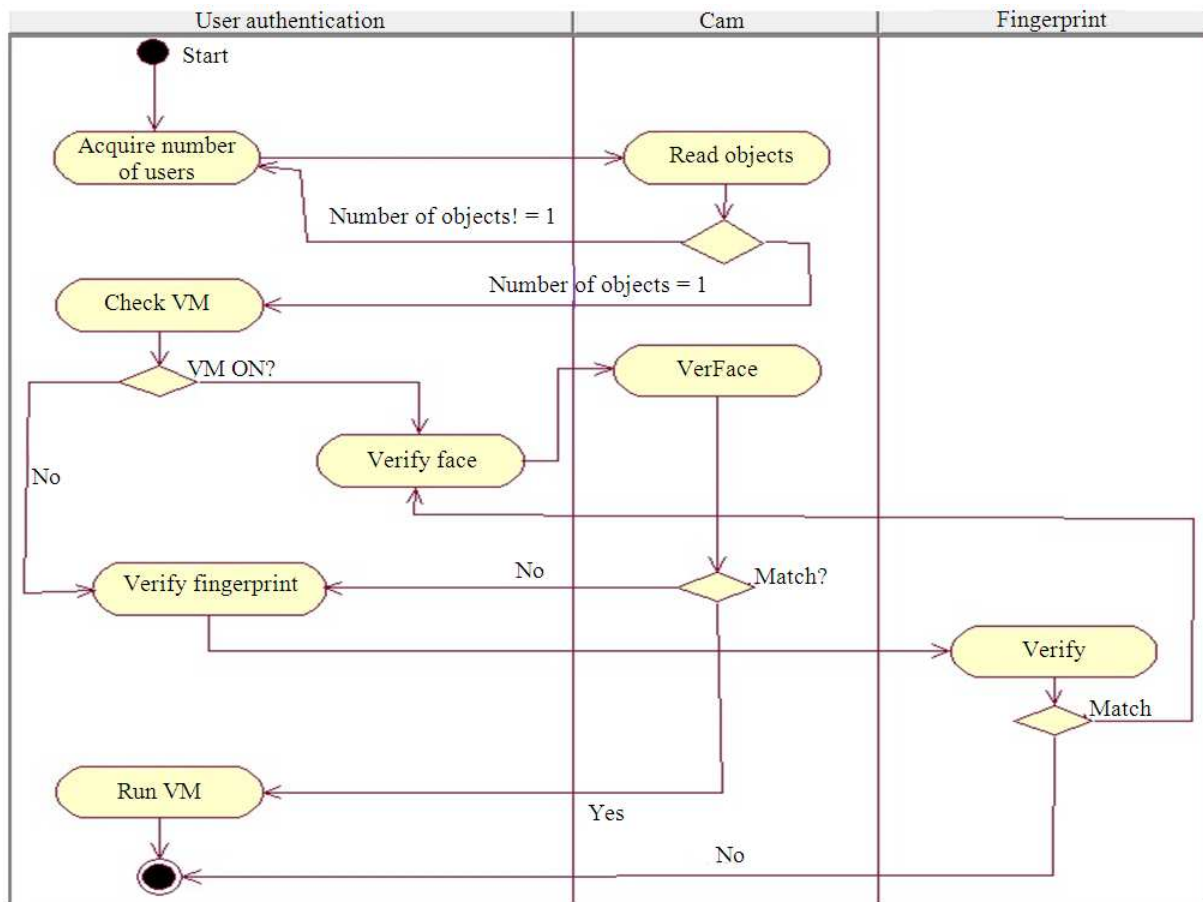 User authentication
Cam
Fingerprint
Start
Acquire number
of users
Read objects
Number of objects! = 1
Number of objects = 1
Check VM
VM ON?
VerFace
Verify face
No
No
Match?
Verify fingerprint
Verify
Match
Run VM
Yes
No